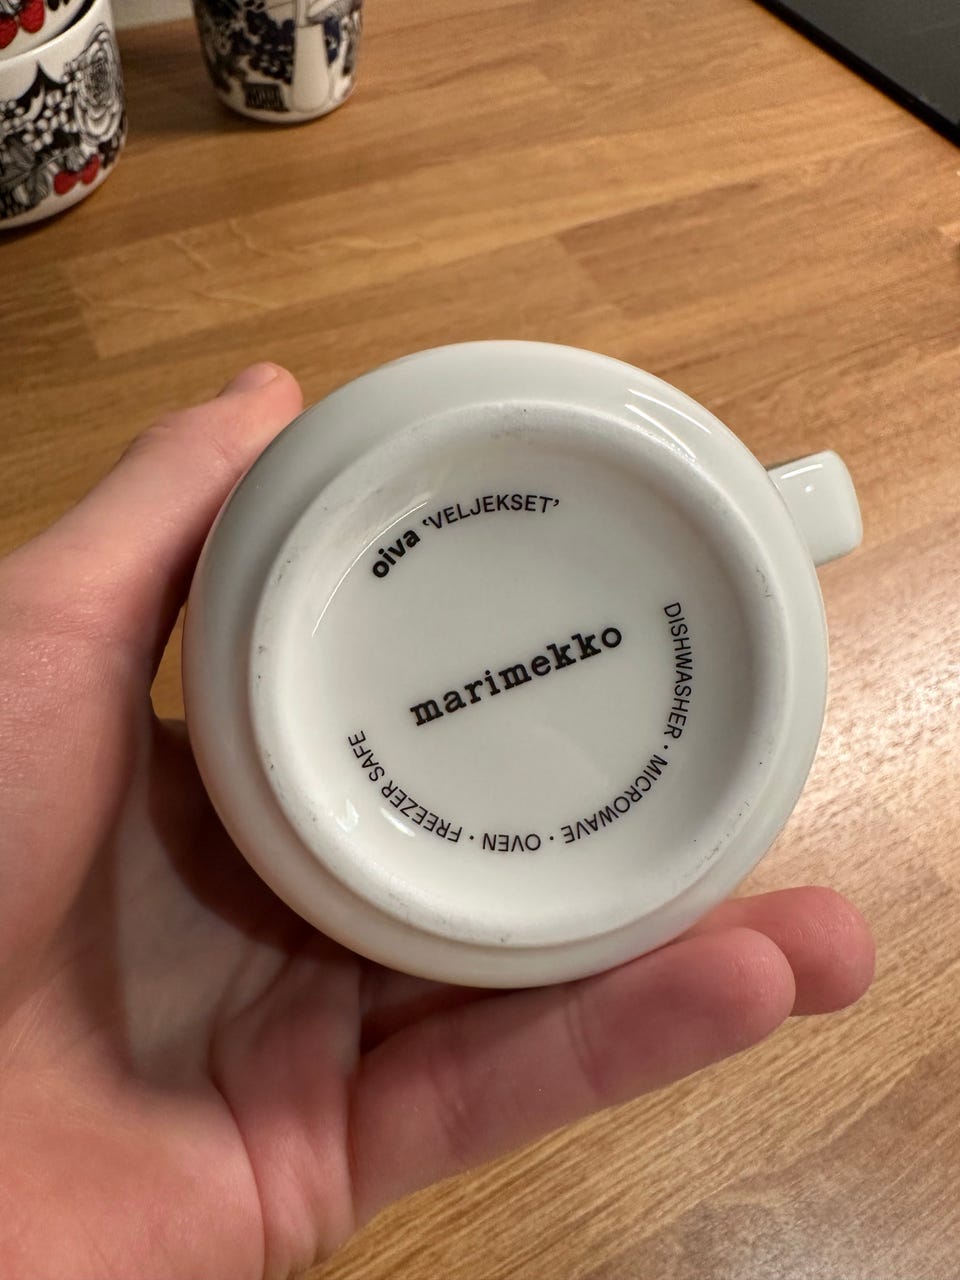 oiva ‘VELJEKSET’
marimekko
DISHWASHER · MICROWAVE · OVEN · FREEZER SAFE